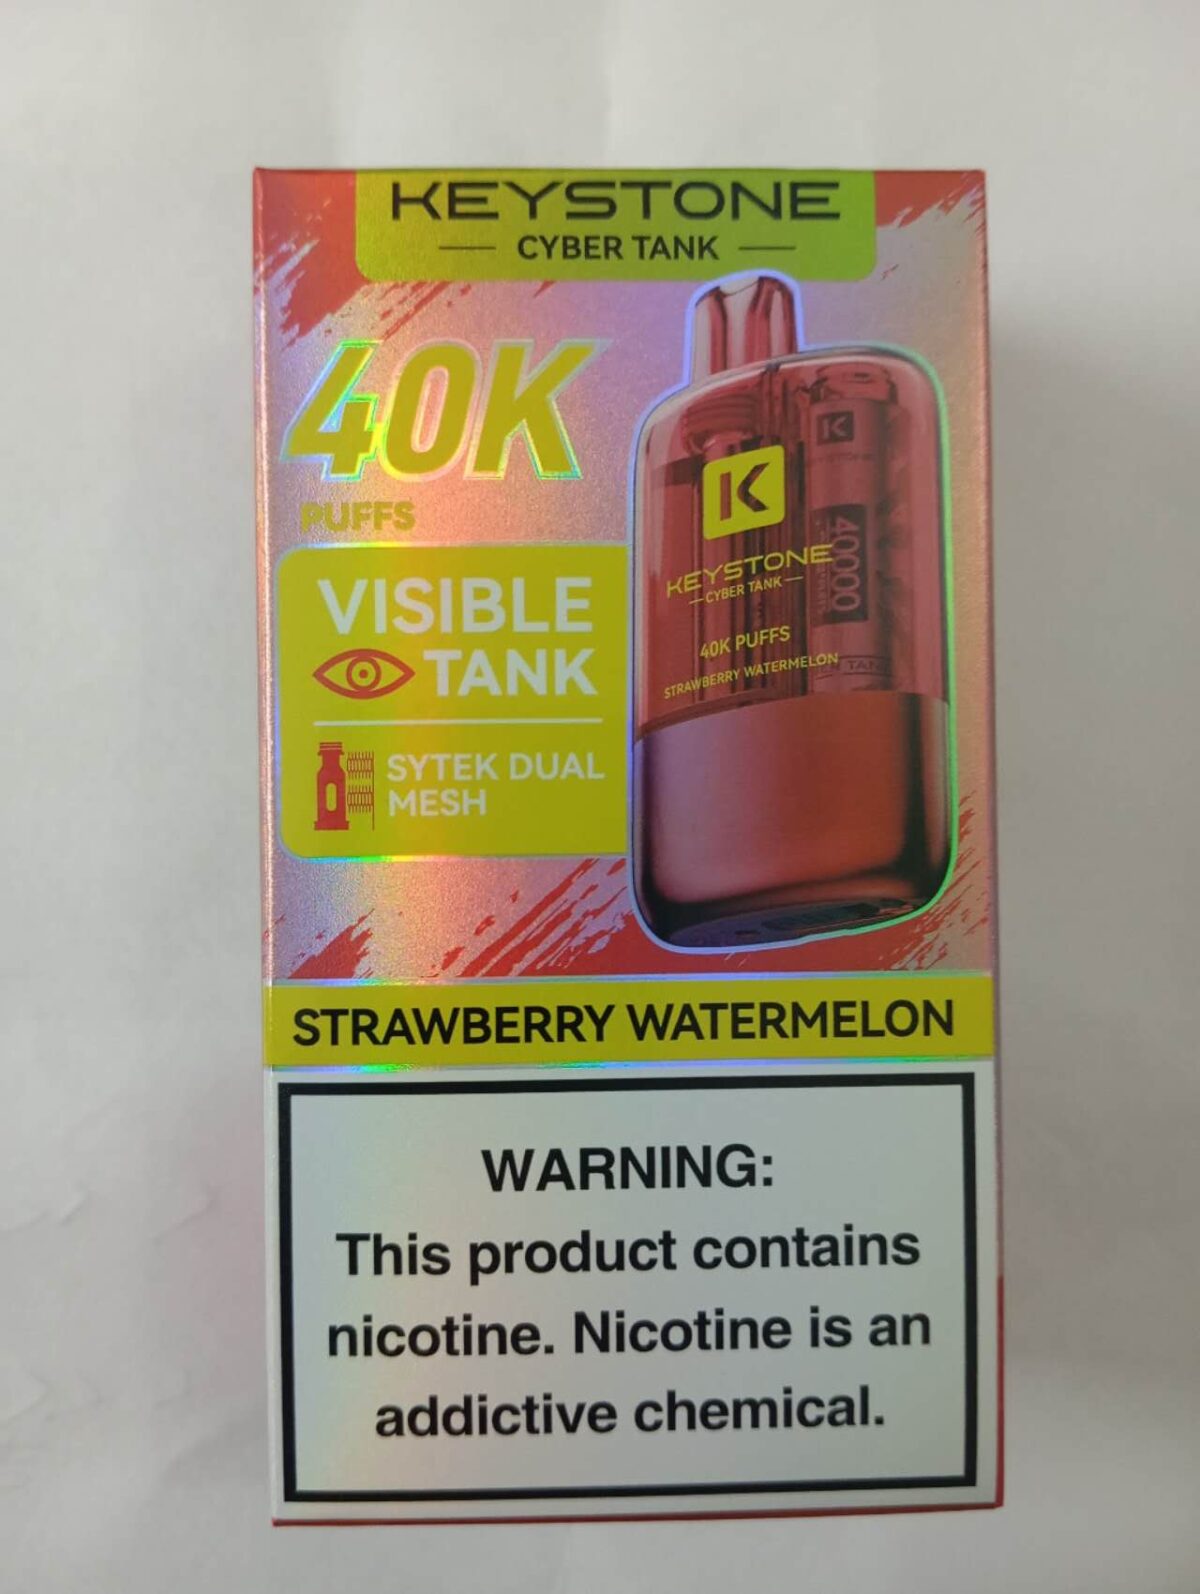 KEYSTONE
CYBER TANK
40K
PUFFS
VISIBLE
TANK
SYTEK DUAL
MESH
K
KEYSTONE
40000
K
KEYSTONE
CYBER TANK
40K PUFFS
STRAWBERRY WATERMELON
STRAWBERRY WATERMELON
WARNING:
This product contains
nicotine. Nicotine is an
addictive chemical.